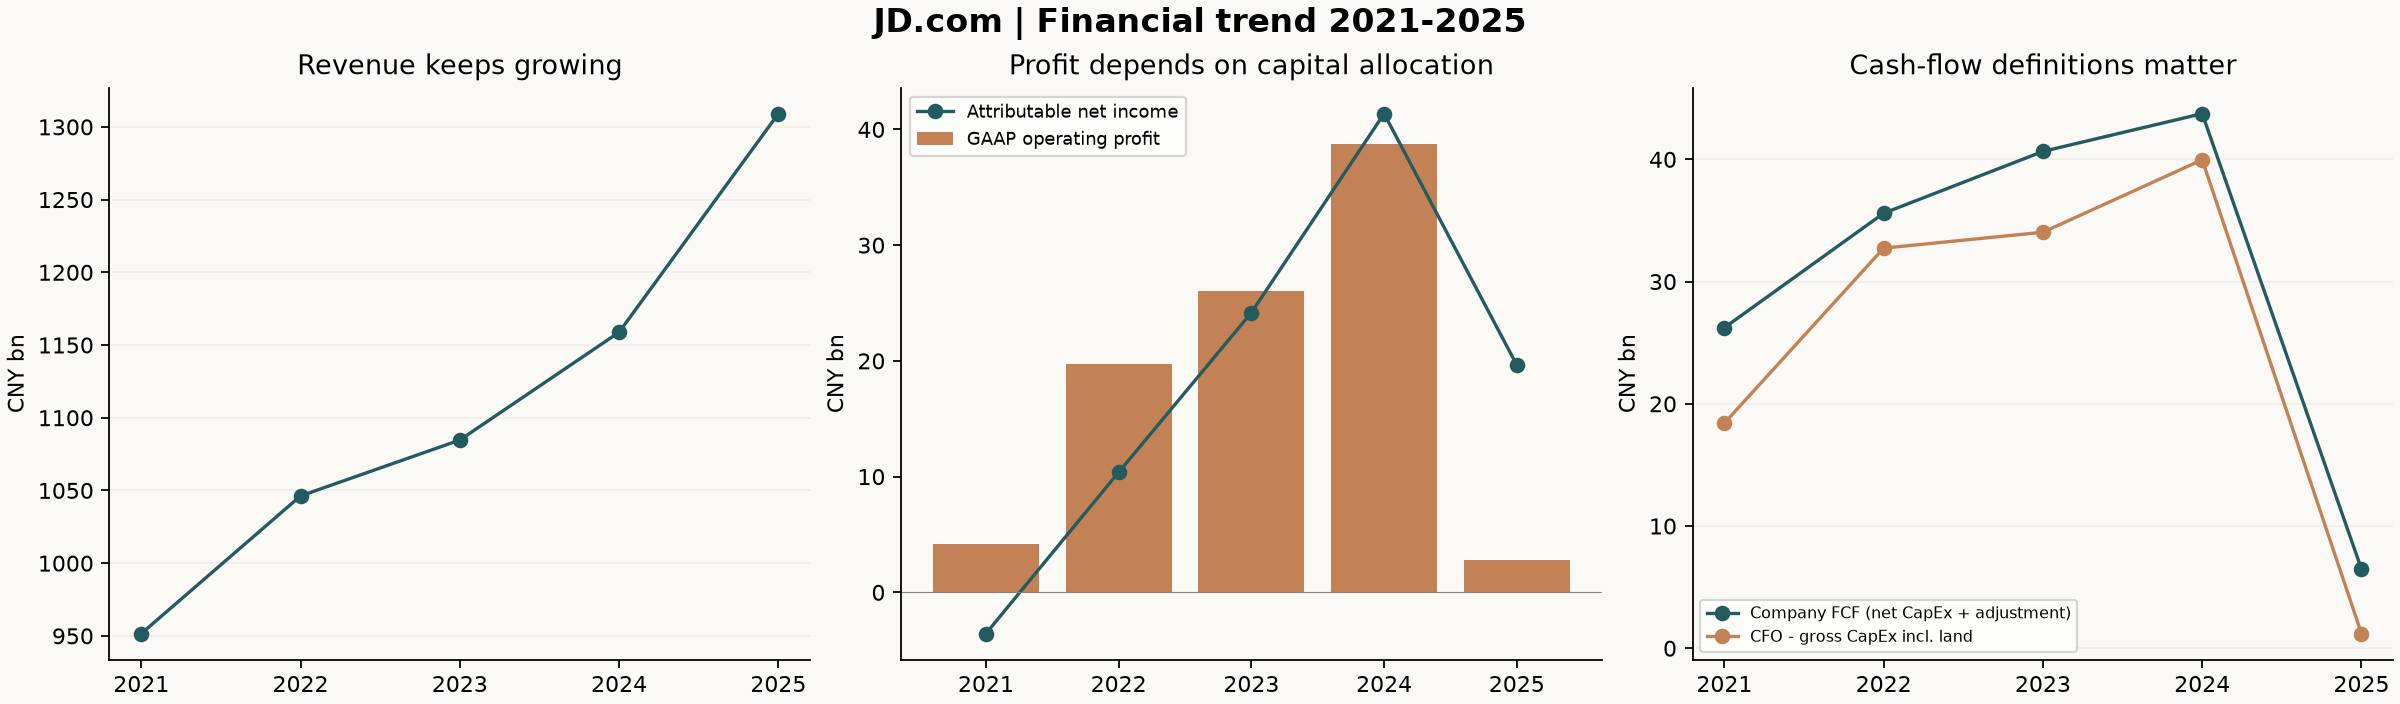 JD.com | Financial trend 2021-2025
Revenue keeps growing
CNY bn
1300
1250
1200
1150
1100
1050
1000
950
2021 2022 2023 2024 2025
Profit depends on capital allocation
Attributable net income
GAAP operating profit
CNY bn
40
30
20
10
0
2021 2022 2023 2024 2025
Cash-flow definitions matter
CNY bn
40
30
20
10
0
Company FCF (net CapEx + adjustment)
CFO - gross CapEx incl. land
2021 2022 2023 2024 2025